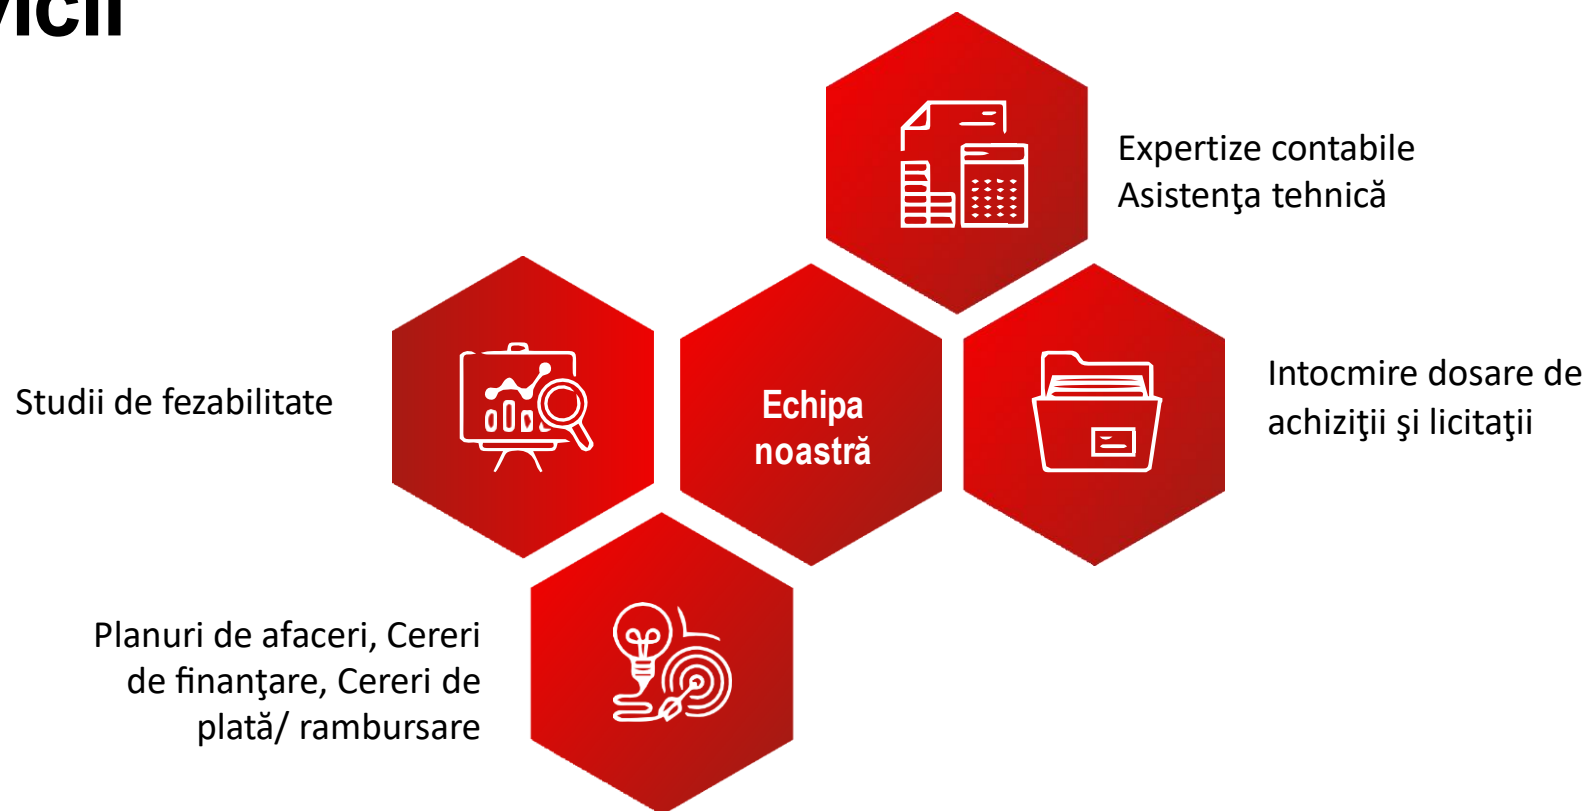 Expertize contabile
Asistenţa tehnică
Studii de fezabilitate
Echipa
noastră
Intocmire dosare de
achiziţii şi licitaţii
Planuri de afaceri, Cereri
de finanţare, Cereri de
plată/ rambursare